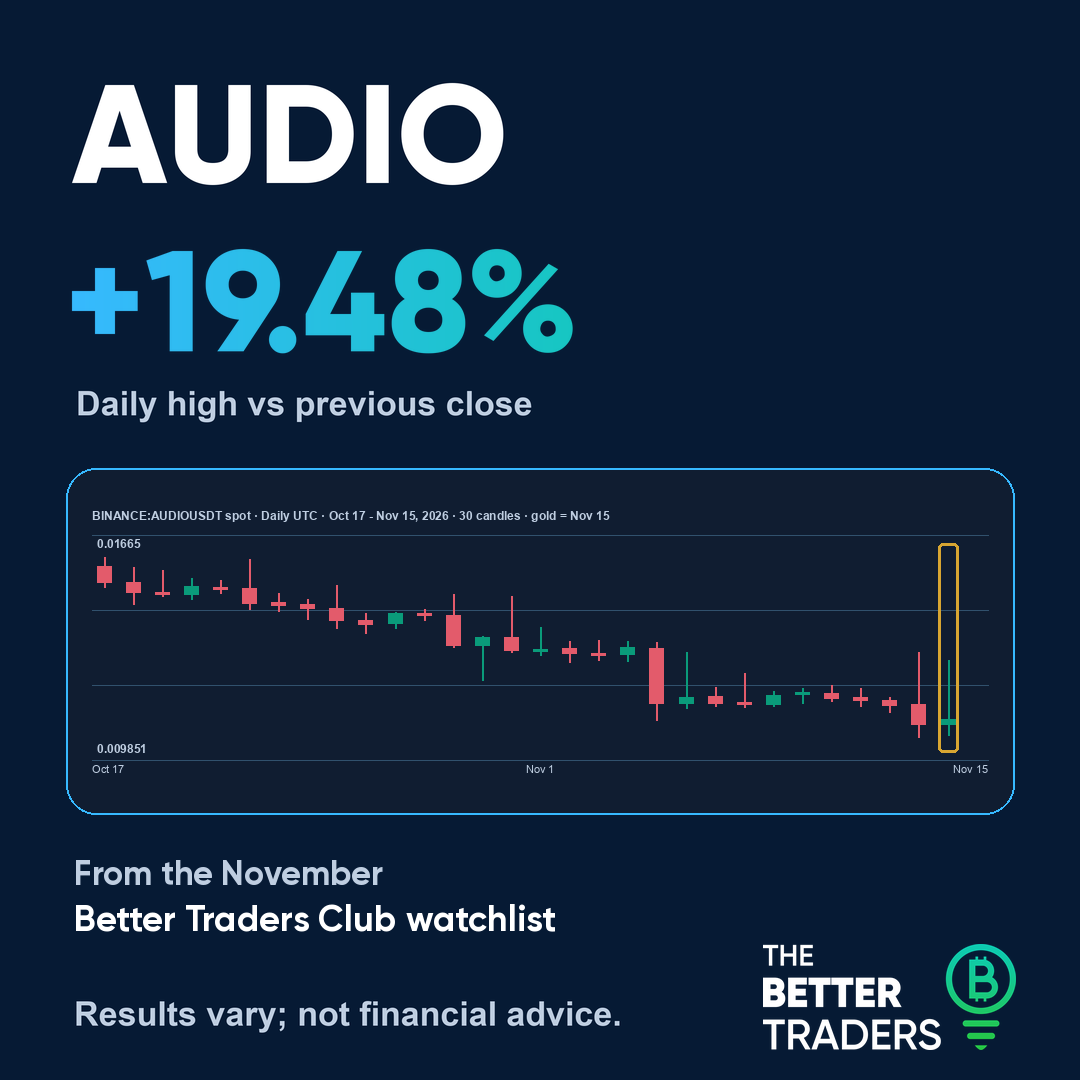 AUDIO
+19.48%
Daily high vs previous close
BINANCE:AUDIOUSDT spot · Daily UTC · Oct 17 - Nov 15, 2026 · 30 candles · gold = Nov 15
0.01665
0.009851
Oct 17
Nov 1
Nov 15
From the November
Better Traders Club watchlist
Results vary; not financial advice.
THE
BETTER
TRADERS